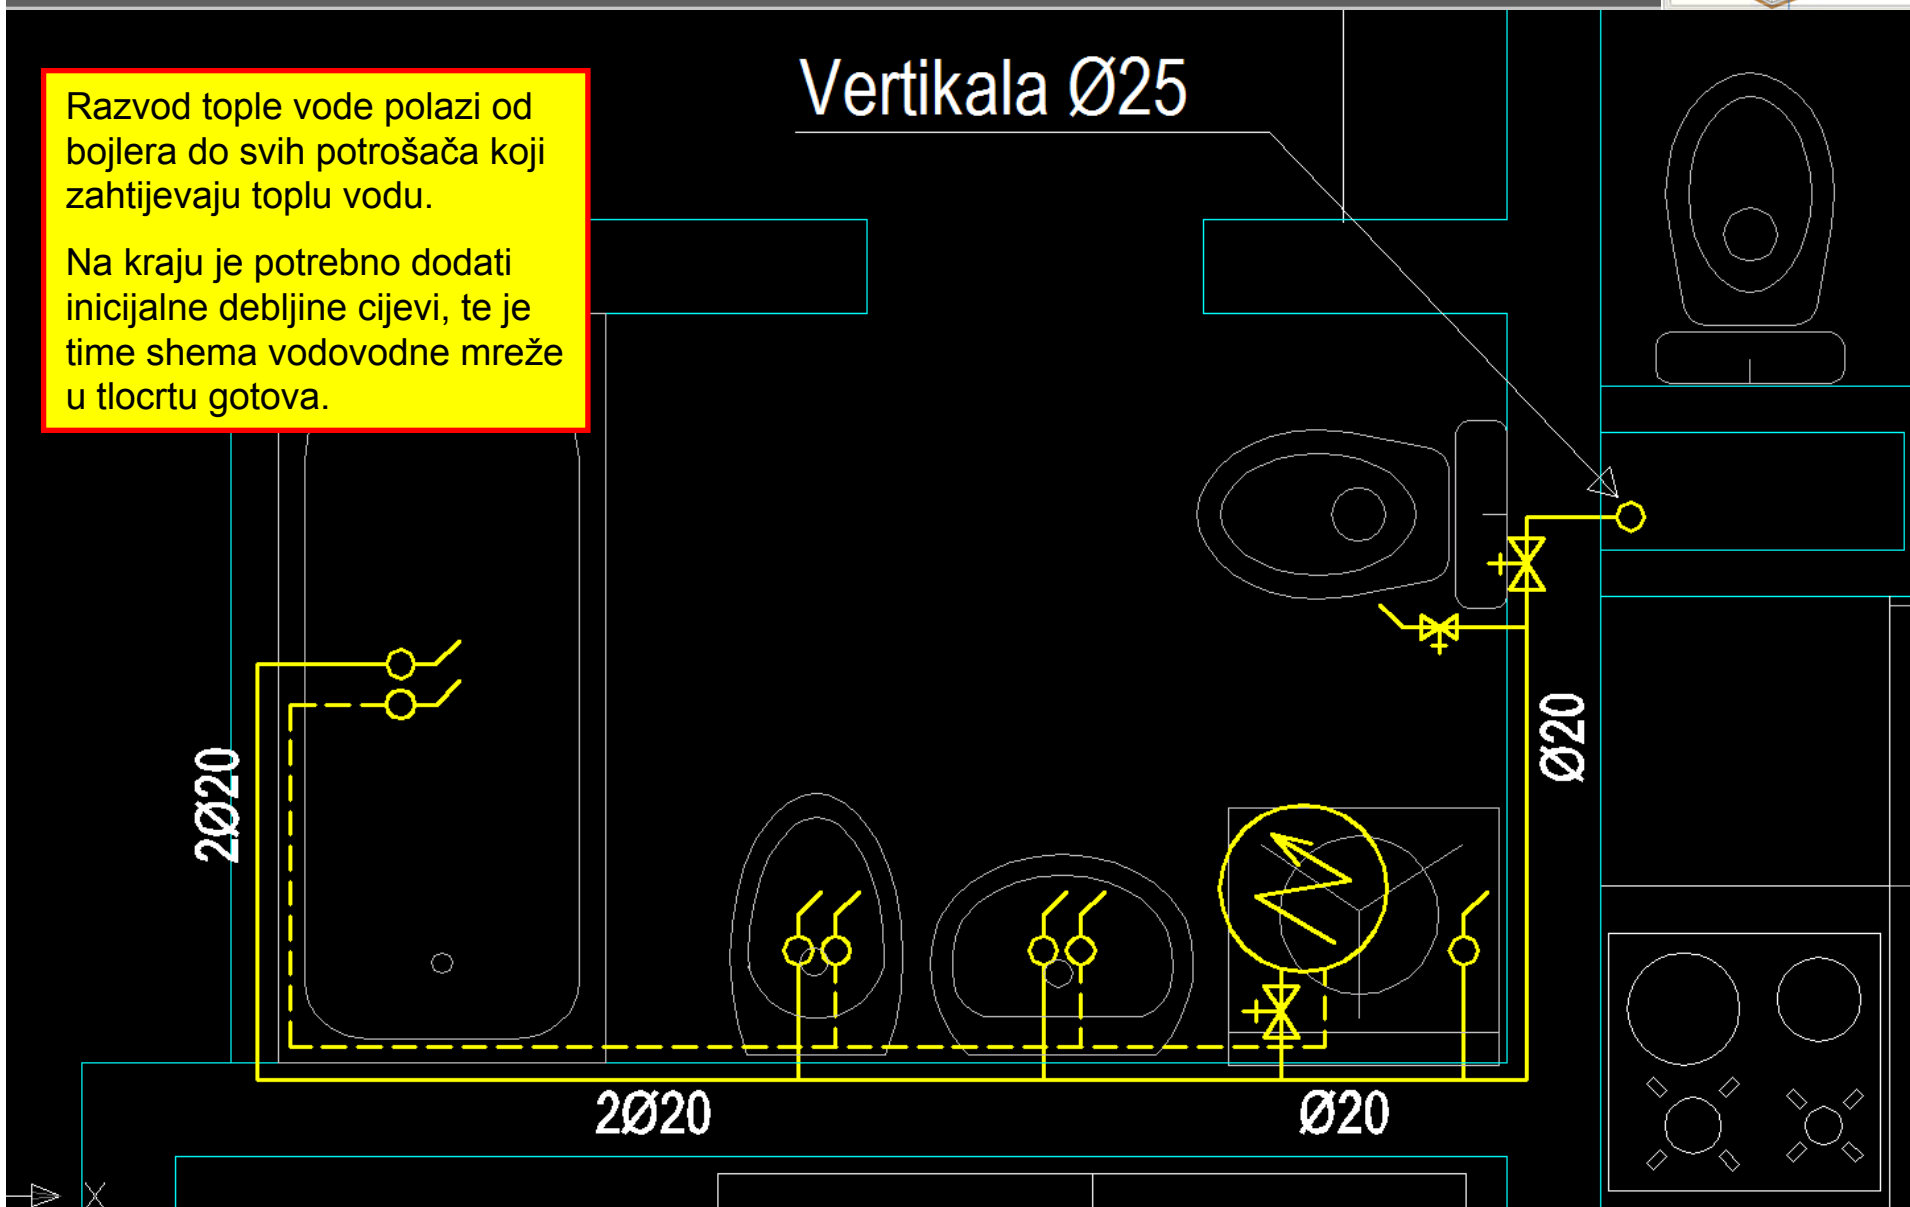 Razvod tople vode polazi od
bojlera do svih potrošača koji
zahtijevaju toplu vodu.
Na kraju je potrebno dodati
inicijalne debljine cijevi, te je
time shema vodovodne mreže
u tlocrtu gotova.
Vertikala Ø25
Ø20
2Ø20
2Ø20
Ø20
X